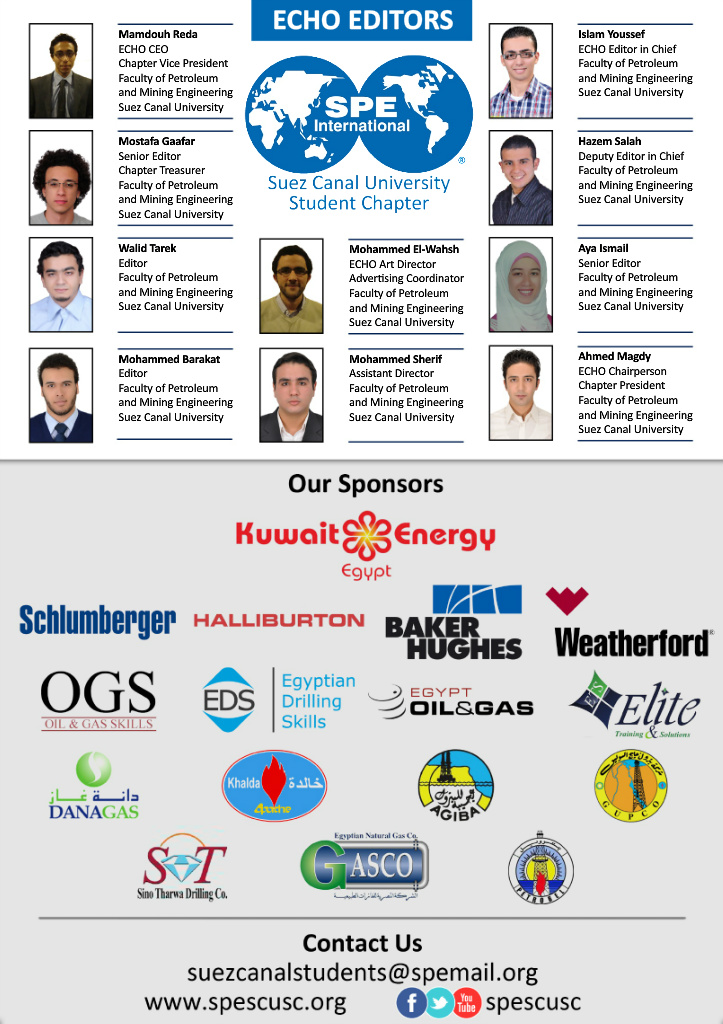 ECHO EDITORS
Mamdouh Reda
ECHO CEO
Chapter Vice President
Faculty of Petroleum
and Mining Engineering
Suez Canal University
Mostafa Gaafar
Senior Editor
Chapter Treasurer
Faculty of Petroleum
and Mining Engineering
Suez Canal University
Walid Tarek
Editor
Faculty of Petroleum
and Mining Engineering
Suez Canal University
Mohammed Barakat
Editor
Faculty of Petroleum
and Mining Engineering
Suez Canal University
SPE
International
®
Suez Canal University
Student Chapter
Mohammed El-Wahsh
ECHO Art Director
Advertising Coordinator
Faculty of Petroleum
and Mining Engineering
Suez Canal University
Mohammed Sherif
Assistant Director
Faculty of Petroleum
and Mining Engineering
Suez Canal University
Islam Youssef
ECHO Editor in Chief
Faculty of Petroleum
and Mining Engineering
Suez Canal University
Hazem Salah
Deputy Editor in Chief
Faculty of Petroleum
and Mining Engineering
Suez Canal University
Aya Ismail
Senior Editor
Faculty of Petroleum
and Mining Engineering
Suez Canal University
Ahmed Magdy
ECHO Chairperson
Chapter President
Faculty of Petroleum
and Mining Engineering
Suez Canal University
Our Sponsors
Kuwait Energy
Egypt
Schlumberger
HALLIBURTON
BAKER
HUGHES
Weatherford®
OGS
OIL & GAS SKILLS
EDS
Egyptian
Drilling
Skills
EGYPT
OIL&GAS
Elite
Training & Solutions
دانة غاز
DANAGAS
Khalda خالدة
Apache
AGIBA
GUPCO
ST
Sino Tharwa Drilling Co.
Egyptian Natural Gas Co.
GASCO
الشركة المصرية للغازات الطبيعية
Contact Us
suezcanalstudents@spemail.org
www.spescusc.org
f
You
Tube
spescusc